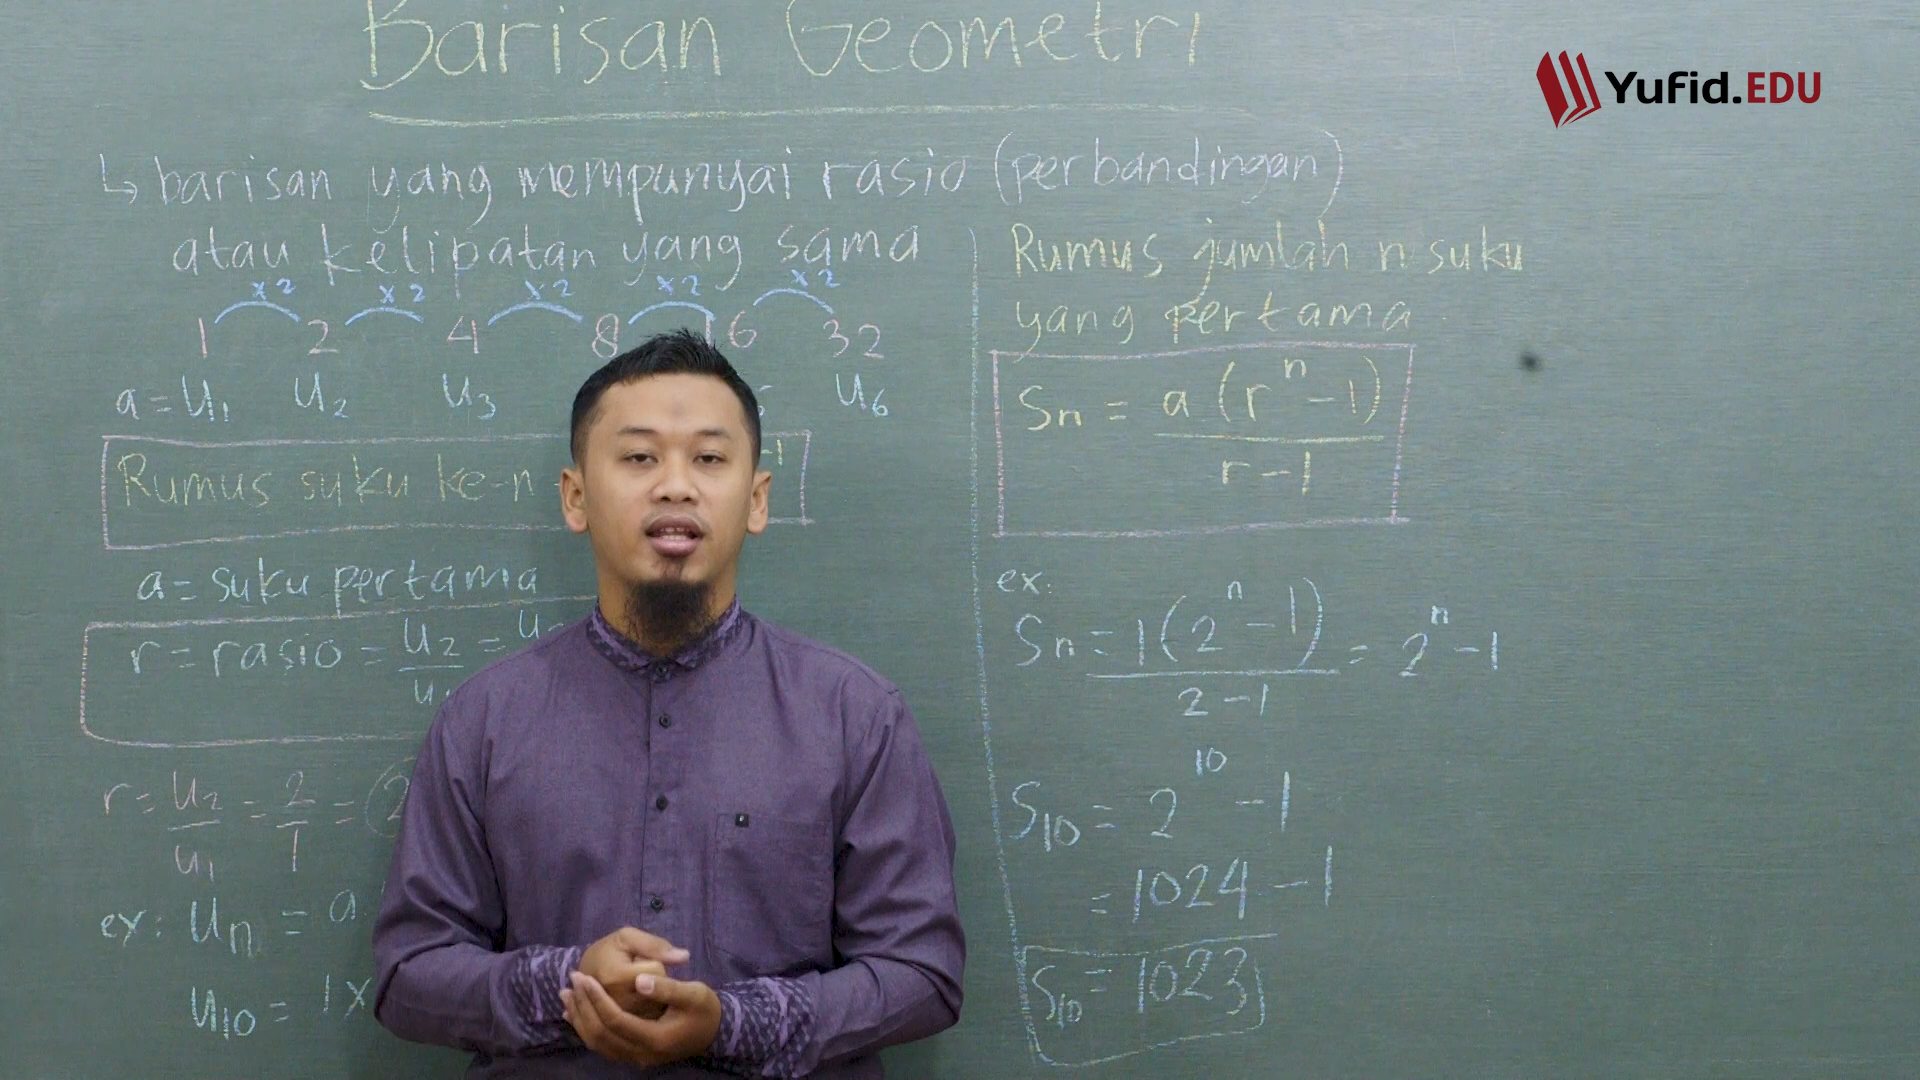 Barisan Geometri
Yufid.EDU
↳ barisan yang mempunyai rasio (perbandingan)
atau kelipatan yang sama
x2 x2 x2 x2 x2
1 2 4 8 16 32
a = U1 U2 U3 U6
Rumus suku ke-n
a = suku pertama
r = rasio = U2 =
r = U2/U1 = 2/1 = 2
ex: Un = a
U10 = 1x
Rumus jumlah n suku
yang pertama
Sn = a (r^n - 1)
r - 1
ex:
Sn = 1 (2^n - 1) = 2^n - 1
2 - 1
S10 = 2^10 - 1
= 1024 - 1
S10 = 1023